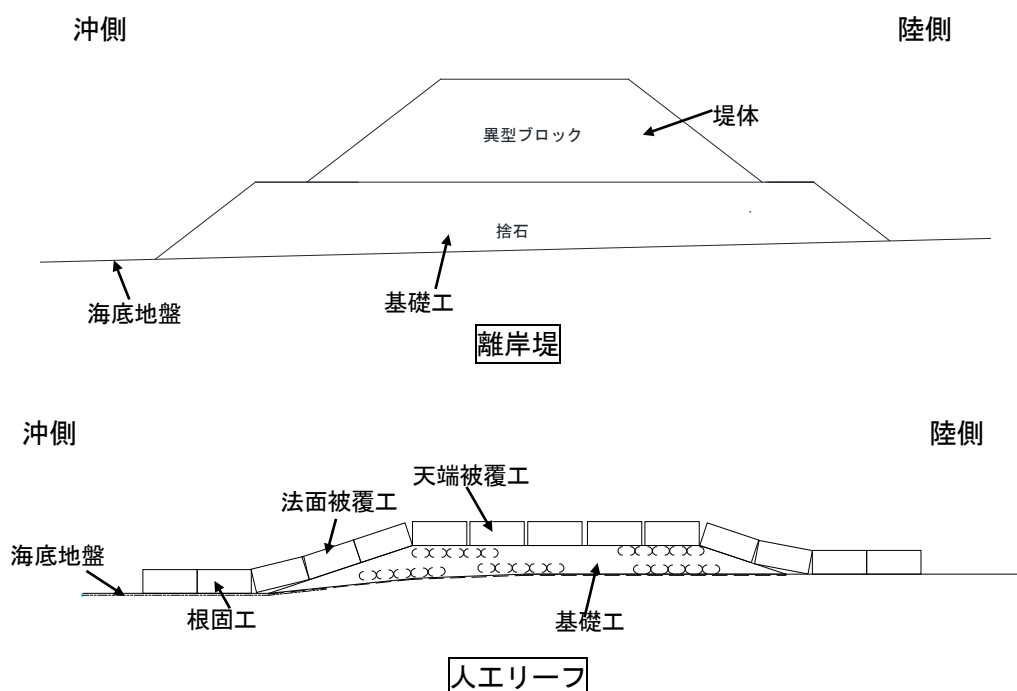 沖側
陸側
堤体
異型ブロック
捨石
基礎工
海底地盤
離岸堤
沖側
陸側
天端被覆工
法面被覆工
海底地盤
根固工
基礎工
人工リーフ